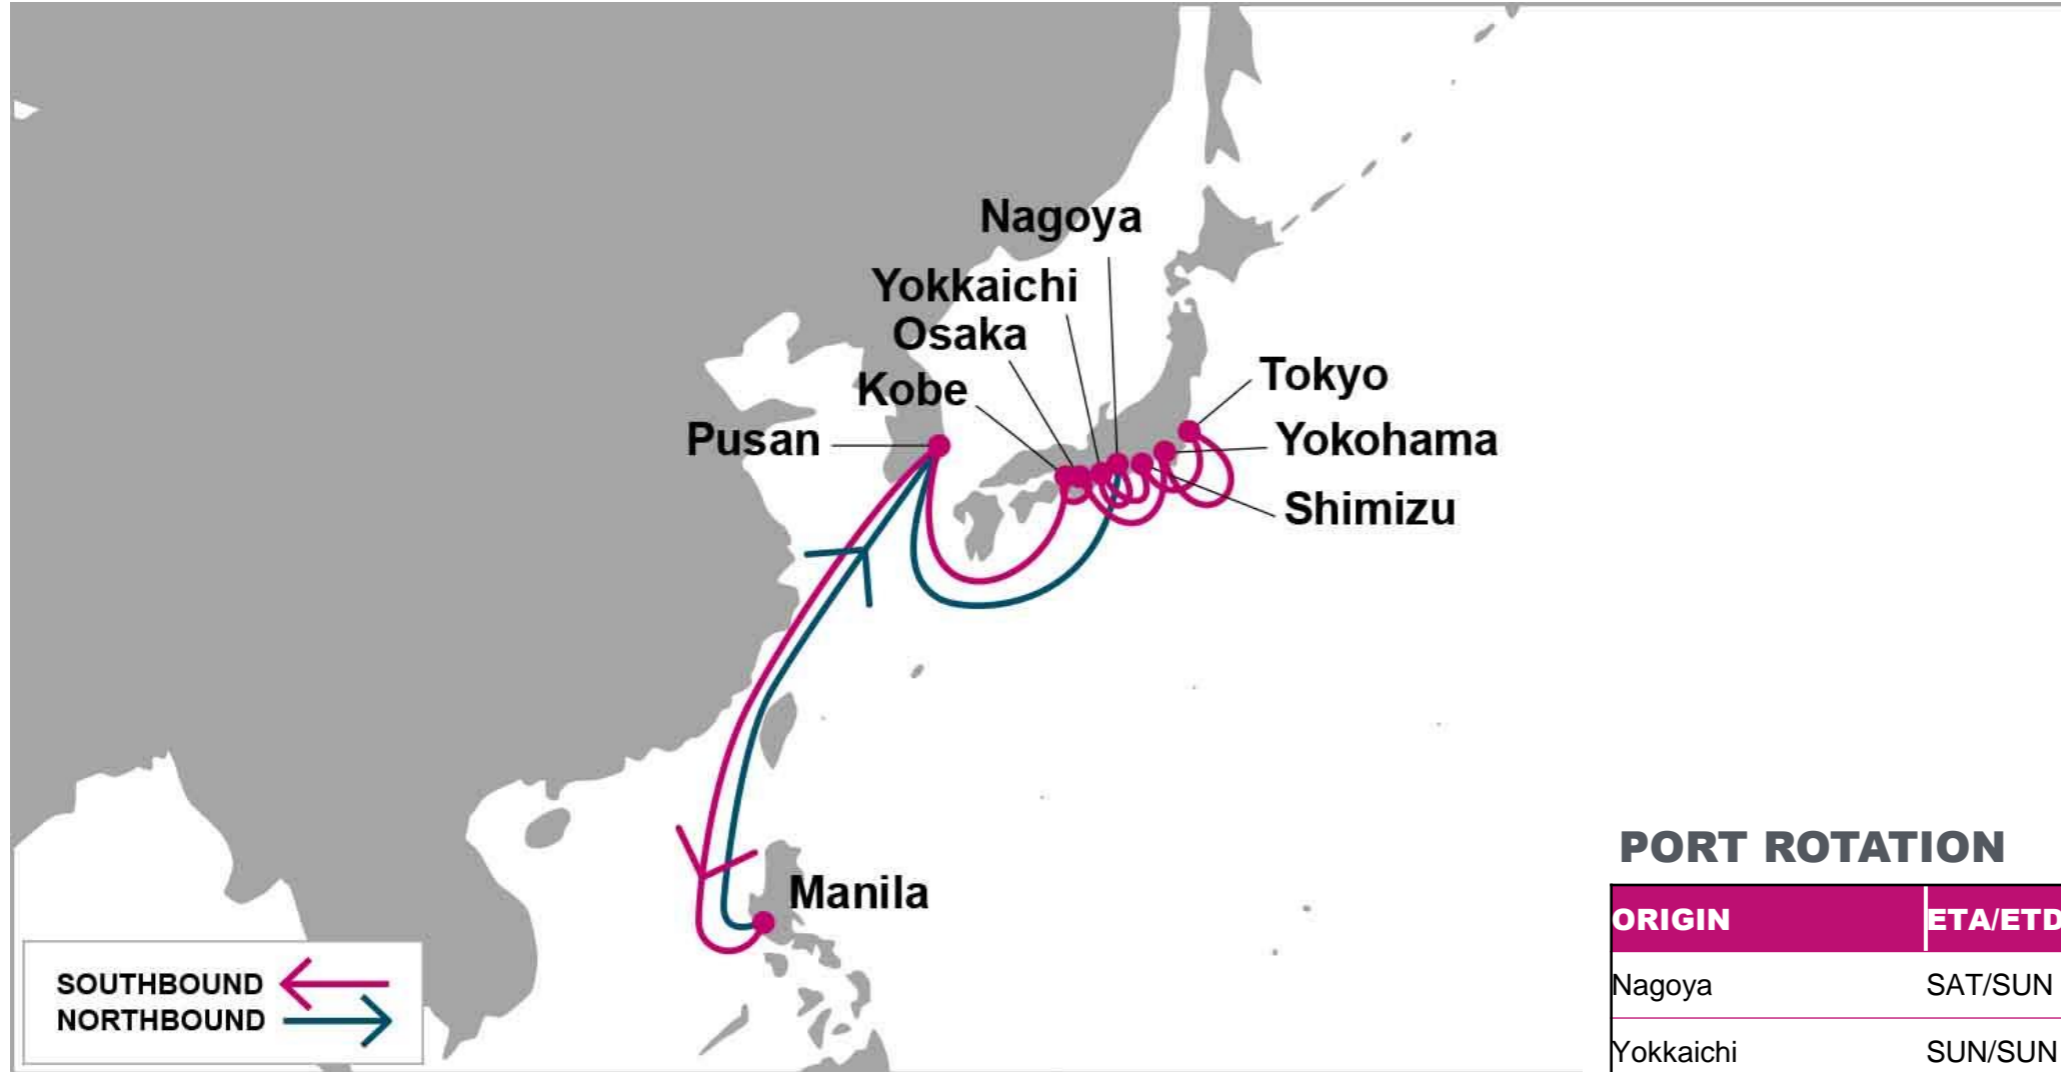 Nagoya
Yokkaichi
Osaka
Kobe
Pusan
Tokyo
Yokohama
Shimizu
Manila
SOUTHBOUND
NORTHBOUND
PORT ROTATION
ORIGIN ETA/ETD
Nagoya SAT/SUN
Yokkaichi SUN/SUN